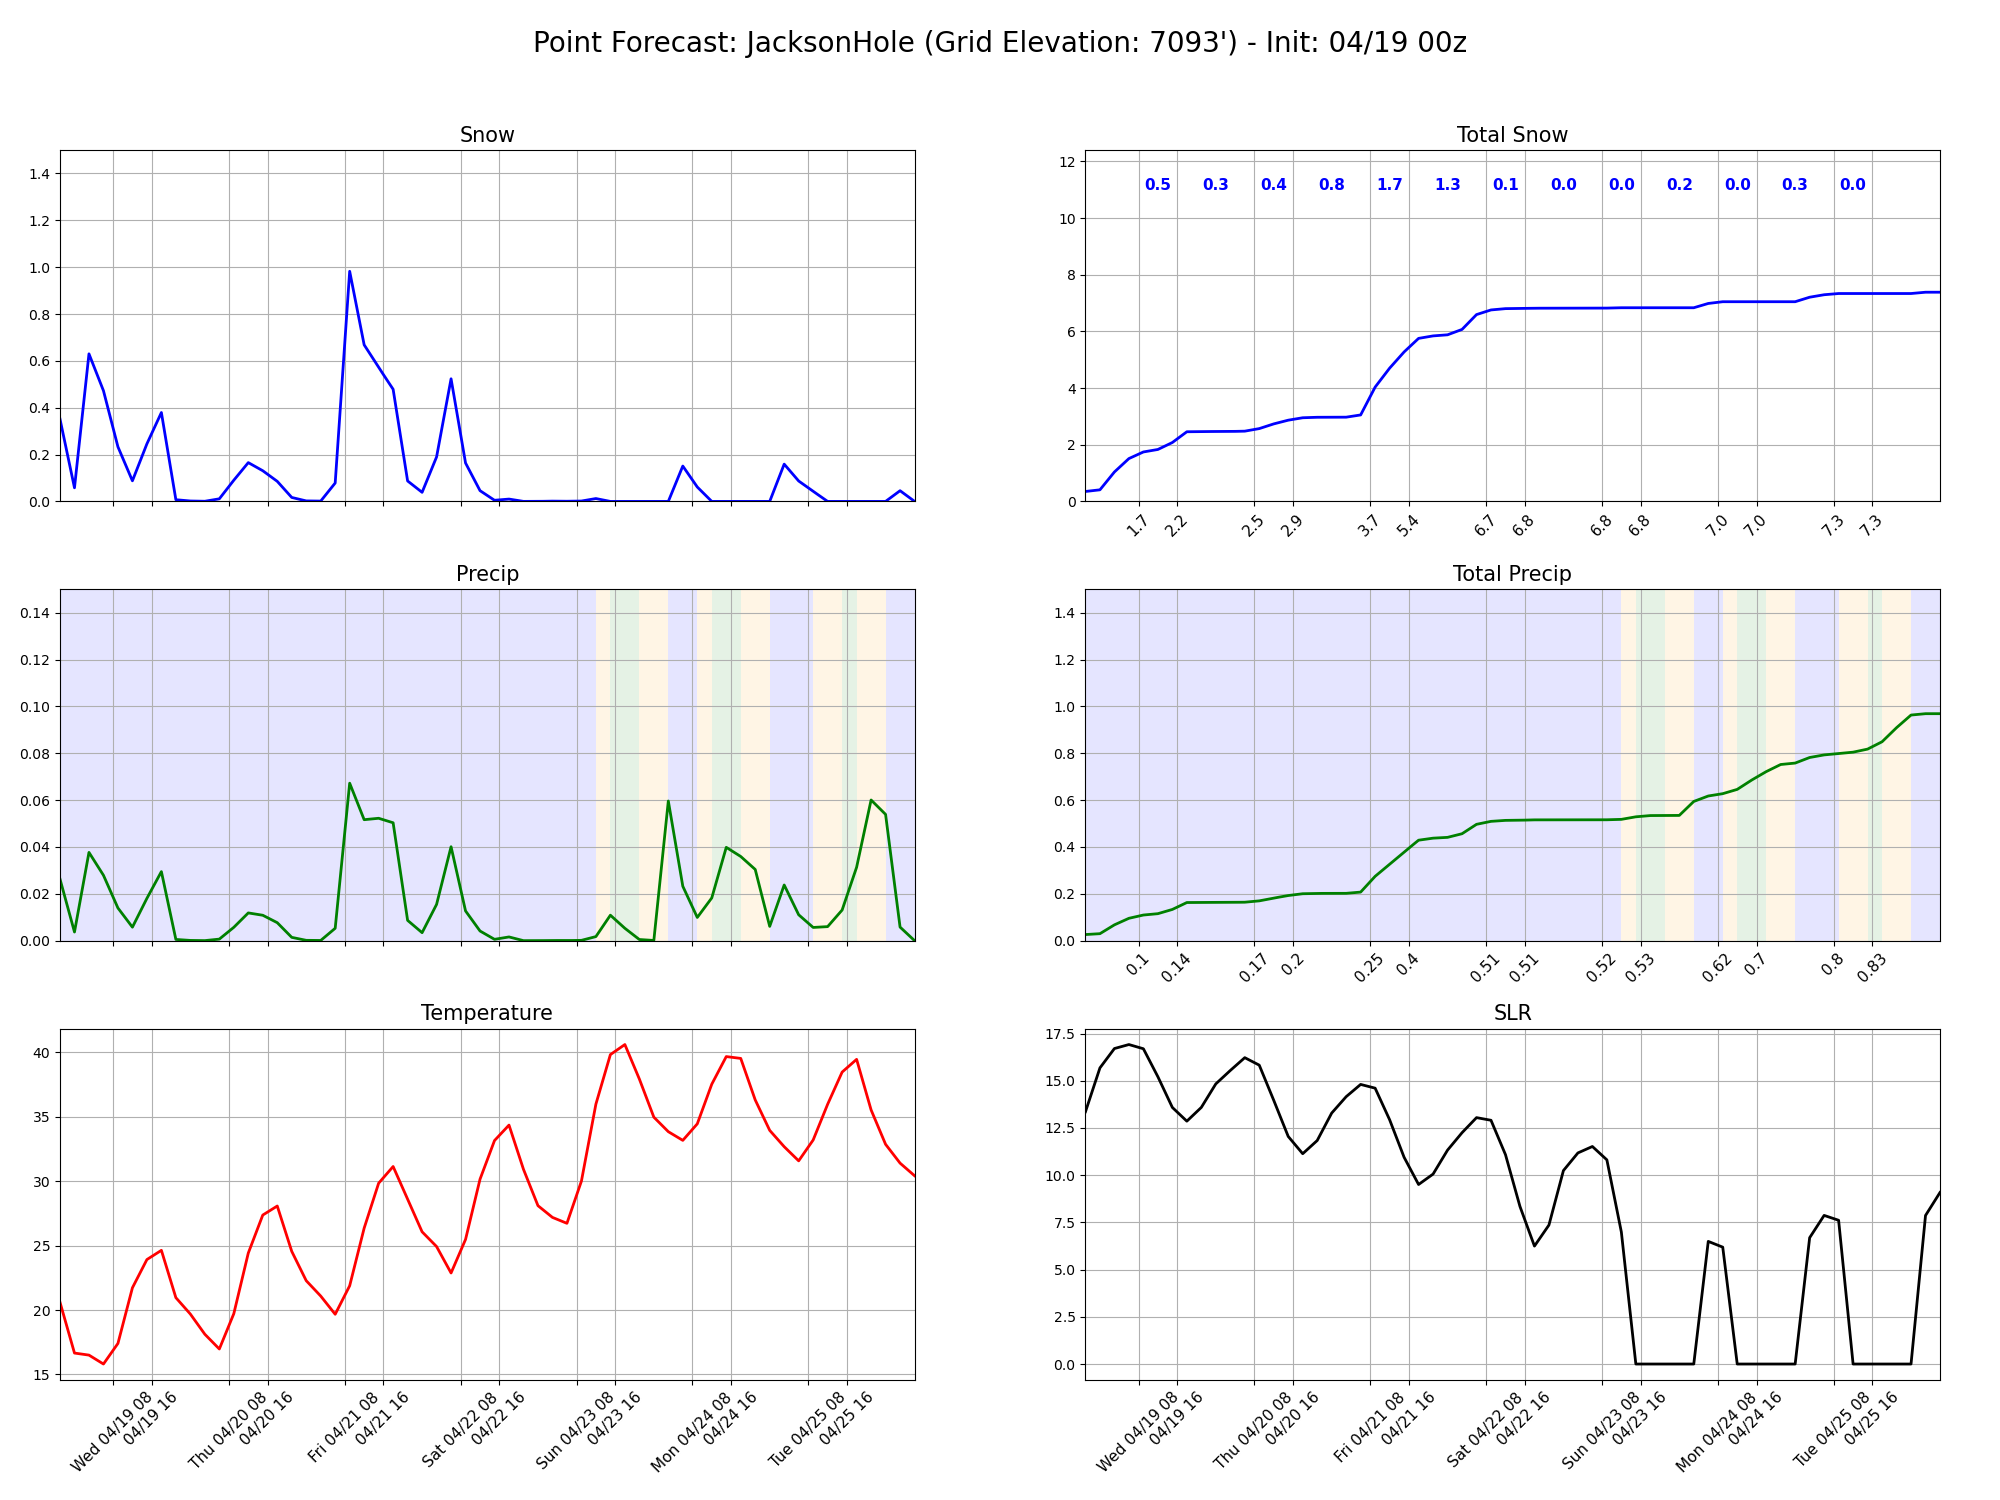 Point Forecast: JacksonHole (Grid Elevation: 7093') - Init: 04/19 00z
Snow
1.4
1.2
1.0
0.8
0.6
0.4
0.2
0.0
Total Snow
12
10
8
6
4
2
0
0.5 0.3 0.4 0.8 1.7 1.3 0.1 0.0 0.0 0.2 0.0 0.3 0.0
1.7 2.2 2.5 2.9 3.7 5.4 6.7 6.8 6.8 6.8 7.0 7.0 7.3 7.3
Precip
0.14
0.12
0.10
0.08
0.06
0.04
0.02
0.00
Total Precip
1.4
1.2
1.0
0.8
0.6
0.4
0.2
0.0
0.1 0.14 0.17 0.2 0.25 0.4 0.51 0.51 0.52 0.53 0.62 0.7 0.8 0.83
Temperature
40
35
30
25
20
15
Wed 04/19 08
04/19 16
Thu 04/20 08
04/20 16
Fri 04/21 08
04/21 16
Sat 04/22 08
04/22 16
Sun 04/23 08
04/23 16
Mon 04/24 08
04/24 16
Tue 04/25 08
04/25 16
SLR
17.5
15.0
12.5
10.0
7.5
5.0
2.5
0.0
Wed 04/19 08
04/19 16
Thu 04/20 08
04/20 16
Fri 04/21 08
04/21 16
Sat 04/22 08
04/22 16
Sun 04/23 08
04/23 16
Mon 04/24 08
04/24 16
Tue 04/25 08
04/25 16